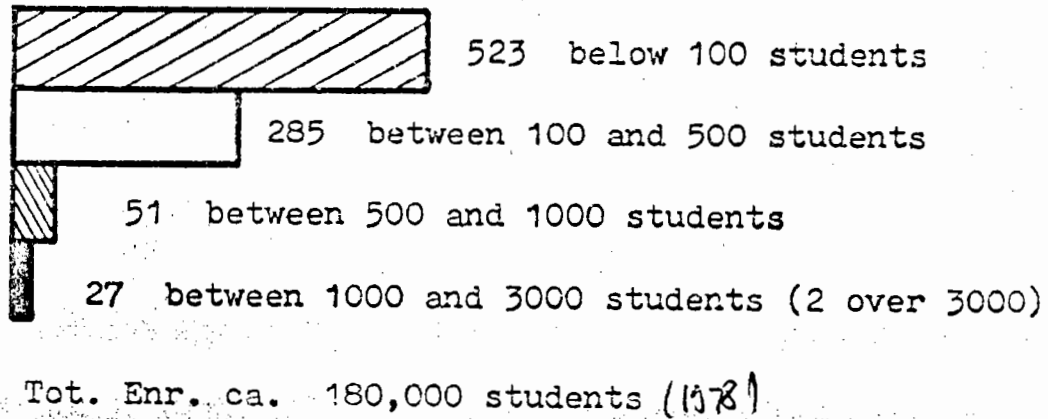 523 below 100 students
285 between 100 and 500 students
51 between 500 and 1000 students
27 between 1000 and 3000 students (2 over 3000)
Tot. Enr. ca. 180,000 students (1978)